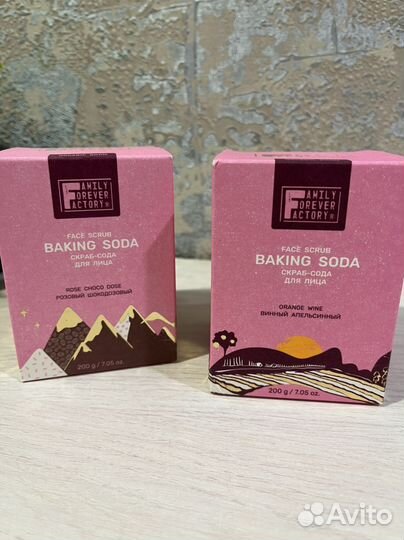 FAMILY
FOREVER
FACTORY®
FACE SCRUB
BAKING SODA
СКРАБ-СОДА
ДЛЯ ЛИЦА
ROSE CHOCO DOSE
РОЗОВЫЙ ШОКОДОЗОВЫЙ
200 g / 7.05 oz.
FAMILY
FOREVER
FACTORY®
FACE SCRUB
BAKING SODA
СКРАБ-СОДА
ДЛЯ ЛИЦА
ORANGE WINE
ВИННЫЙ АПЕЛЬСИННЫЙ
200 g / 7.05 oz.
Avito